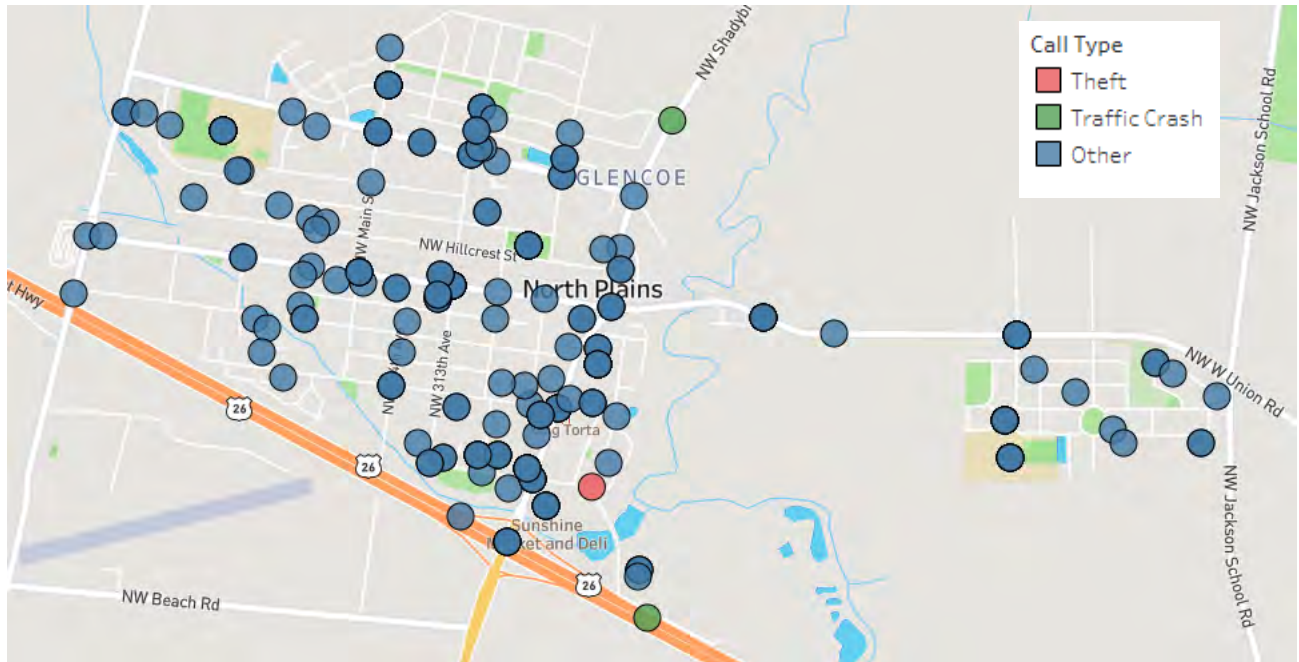 NW Shadybr
Call Type
Theft
Traffic Crash
Other
NW Jackson School Rd
GLENCOE
NW Main S
NW Hillcrest St
North Plains
Hwy
NW 313th Ave
NW W Union Rd
26
Torta
26
NW Jackson School Rd
Sunshine
Market and Deli
26
NW Beach Rd